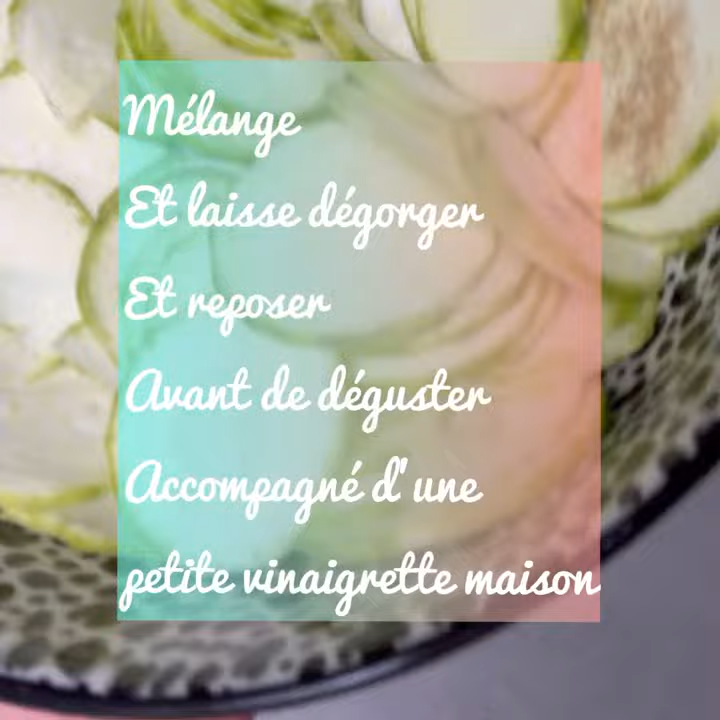 Mélange
Et laisse dégorger
Et reposer
Avant de déguster
Accompagné d'une
petite vinaigrette maison